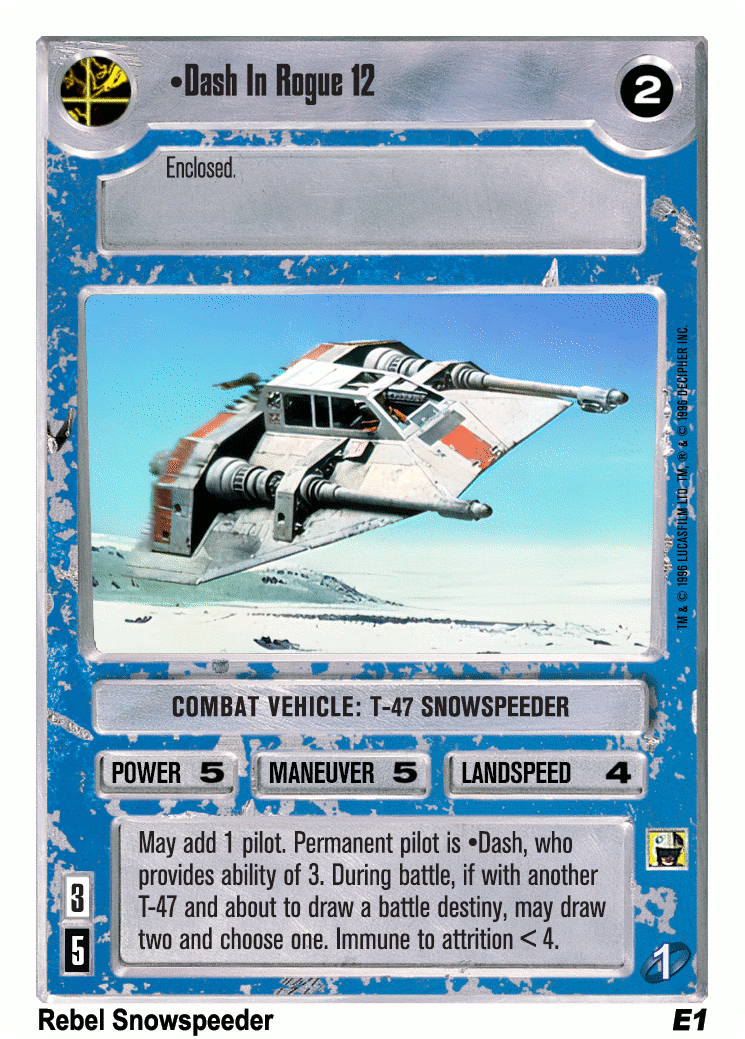 •Dash In Rogue 12
2
Enclosed.
TM & © 1996 LUCASFILM LTD. TM, ® & © 1996 DECIPHER INC.
COMBAT VEHICLE: T-47 SNOWSPEEDER
POWER 5 MANEUVER 5 LANDSPEED 4
May add 1 pilot. Permanent pilot is •Dash, who
provides ability of 3. During battle, if with another
T-47 and about to draw a battle destiny, may draw
two and choose one. Immune to attrition < 4.
3
5
1
Rebel Snowspeeder E1